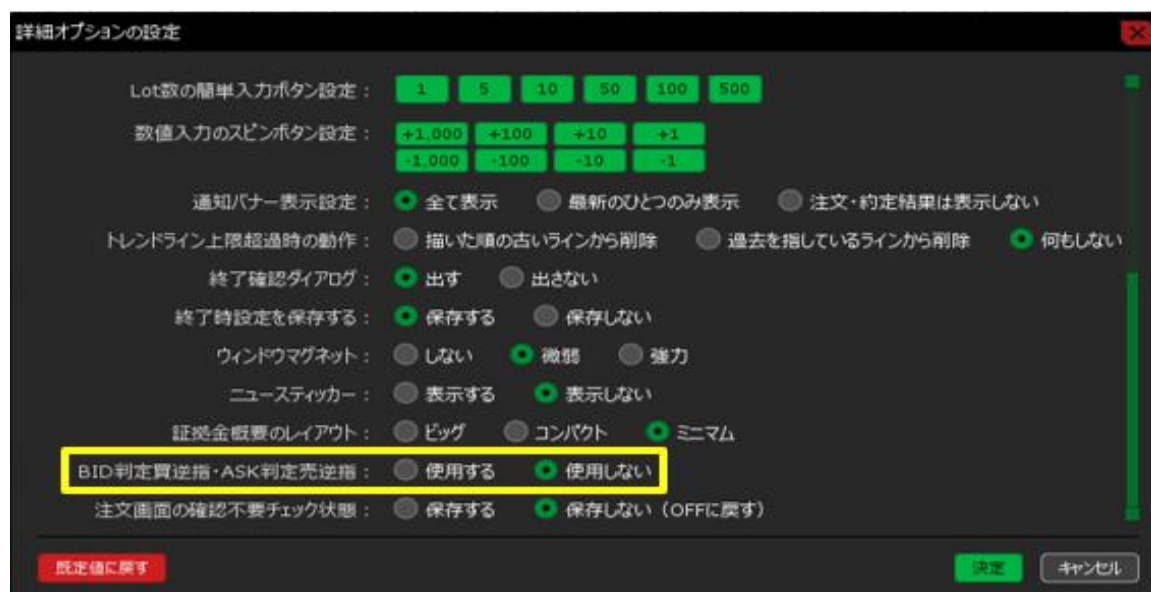 詳細オプションの設定
Lot数の簡単入力ボタン設定： 1 5 10 50 100 500
数値入力のスピンボタン設定： +1,000 +100 +10 +1
-1,000 -100 -10 -1
通知バナー表示設定： 全て表示 最新のひとつのみ表示 注文・約定結果は表示しない
トレンドライン上限超過時の動作： 描いた順の古いラインから削除 過去を指しているラインから削除 何もしない
終了確認ダイアログ： 出す 出さない
終了時設定を保存する： 保存する 保存しない
ウィンドウマグネット： しない 微弱 強力
ニュースティッカー： 表示する 表示しない
証拠金概要のレイアウト： ビッグ コンパクト ミニマム
BID判定買逆指・ASK判定売逆指： 使用する 使用しない
注文画面の確認不要チェック状態： 保存する 保存しない（OFFに戻す）
既定値に戻す 決定 キャンセル